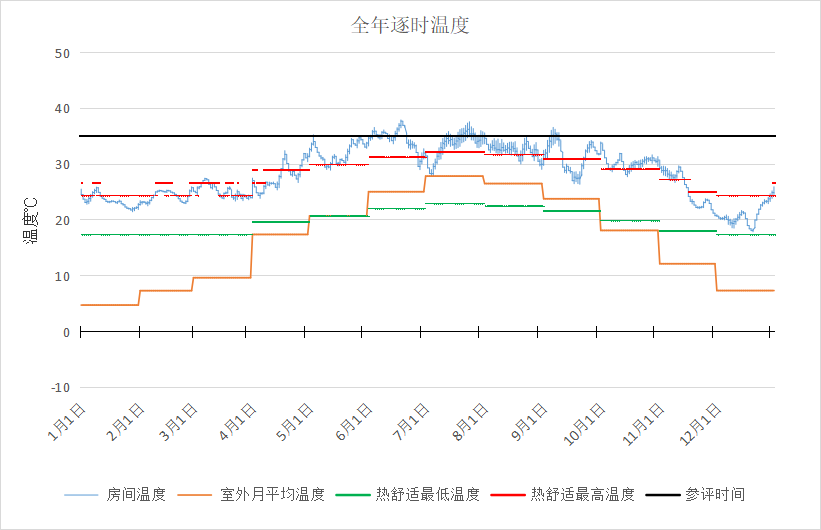 全年逐时温度
50
40
30
20
10
0
-10
温度℃
1月1日
2月1日
3月1日
4月1日
5月1日
6月1日
7月1日
8月1日
9月1日
10月1日
11月1日
12月1日
房间温度 室外月平均温度 热舒适最低温度 热舒适最高温度 参评时间